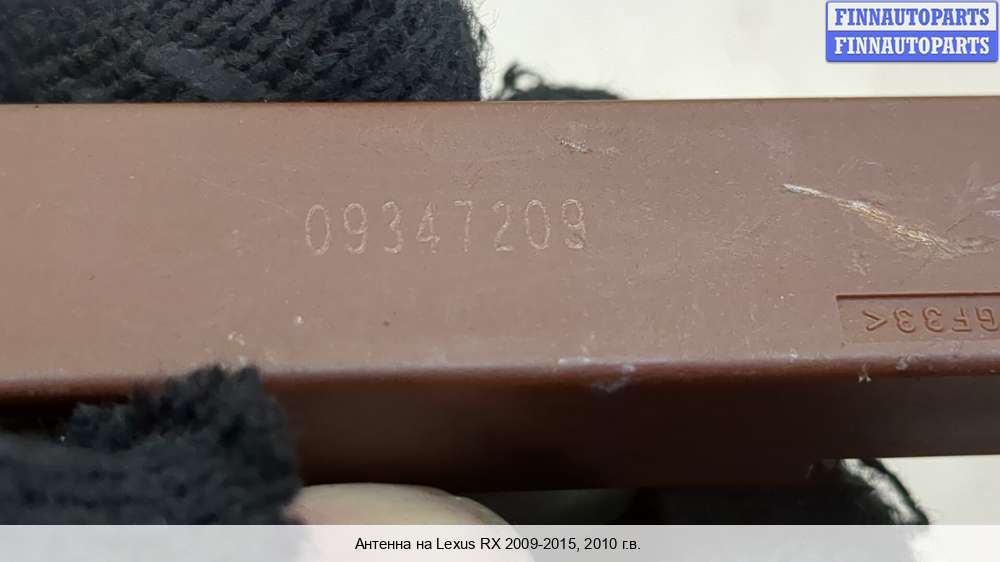 FINNAUTOPARTS
FINNAUTOPARTS
09347209
GF33<
Антенна на Lexus RX 2009-2015, 2010 г.в.